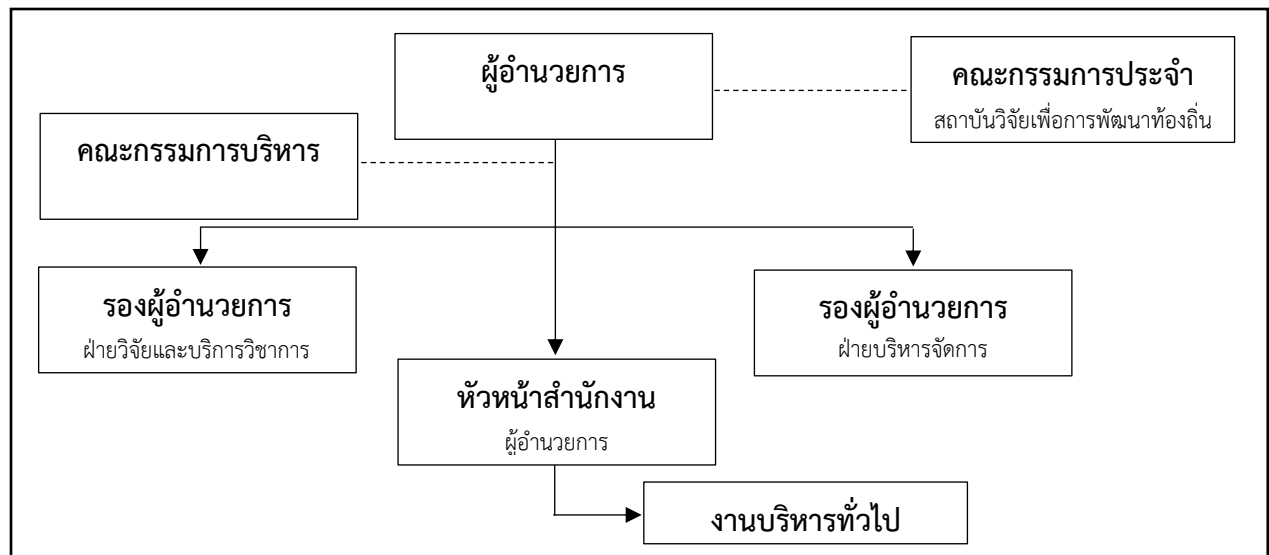 ผู้อำนวยการ
คณะกรรมการประจำ
สถาบันวิจัยเพื่อการพัฒนาท้องถิ่น
คณะกรรมการบริหาร
รองผู้อำนวยการ
ฝ่ายวิจัยและบริการวิชาการ
รองผู้อำนวยการ
ฝ่ายบริหารจัดการ
หัวหน้าสำนักงาน
ผู้อำนวยการ
งานบริหารทั่วไป